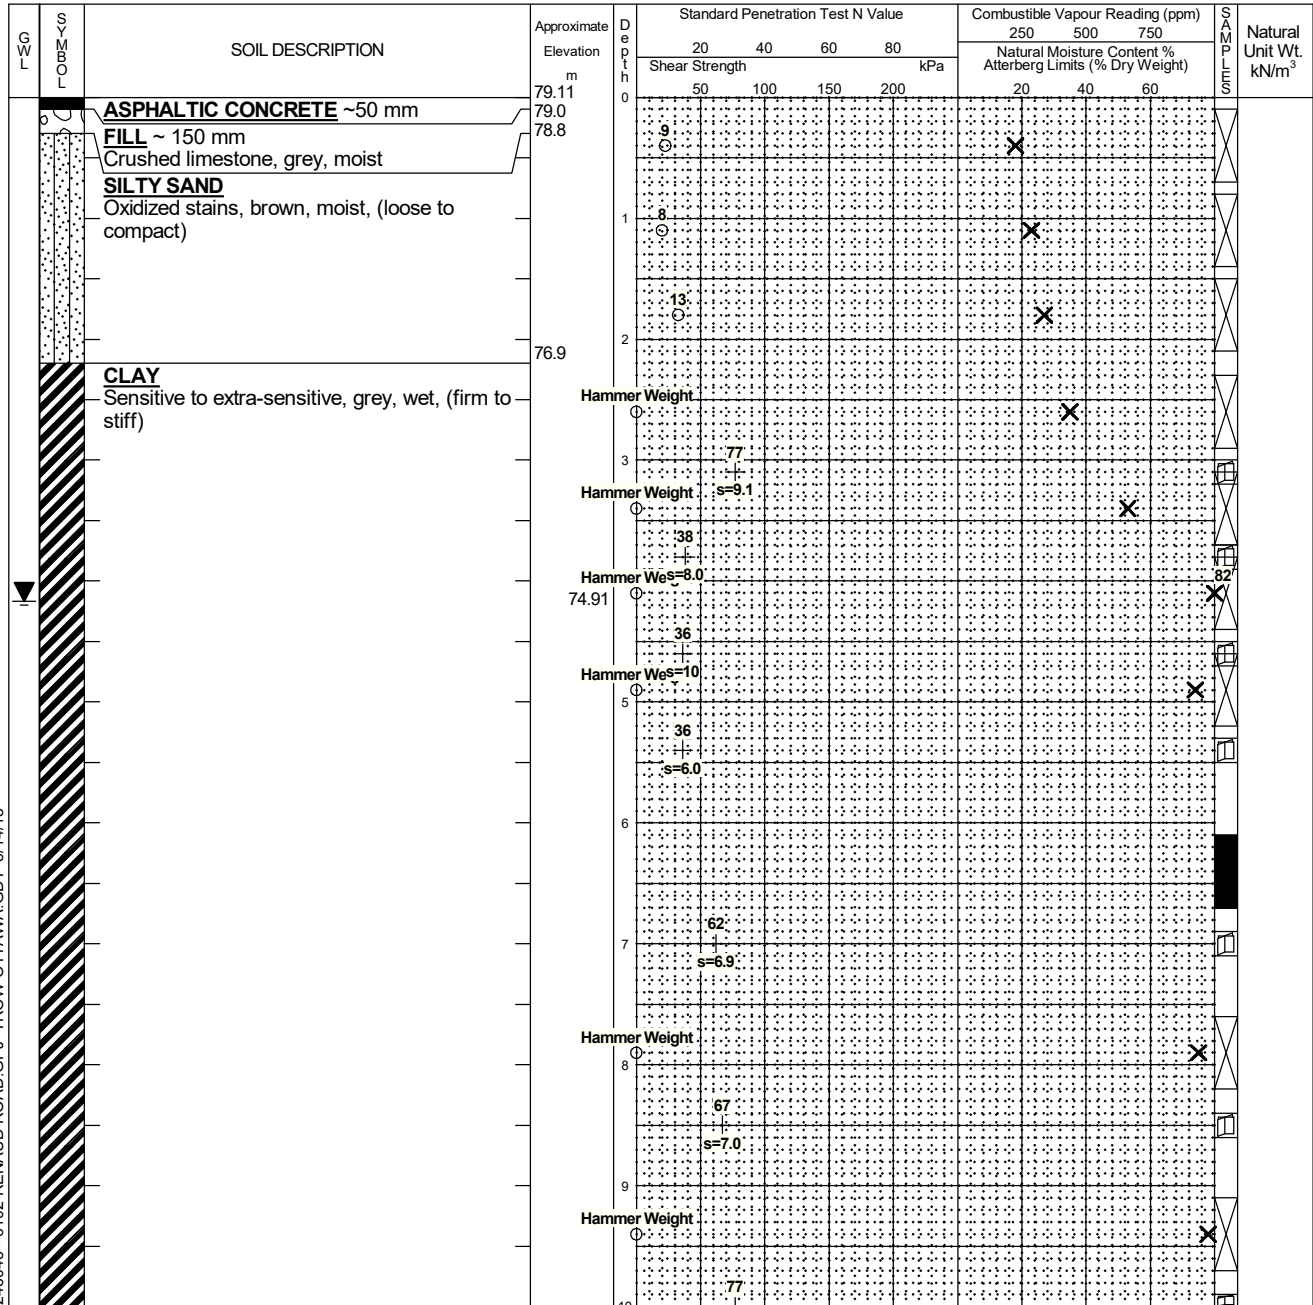 GWL
SYMBOL
SOIL DESCRIPTION
Approximate
Elevation
m
79.11
Depth
Standard Penetration Test N Value
20 40 60 80
Shear Strength kPa
50 100 150 200
Combustible Vapour Reading (ppm)
250 500 750
Natural Moisture Content %
Atterberg Limits (% Dry Weight)
20 40 60
SAMPLES
Natural
Unit Wt.
kN/m³
0
ASPHALTIC CONCRETE ~50 mm
79.0
FILL ~ 150 mm
78.8
Crushed limestone, grey, moist
9
SILTY SAND
Oxidized stains, brown, moist, (loose to
compact)
8
1
13
2
76.9
CLAY
Sensitive to extra-sensitive, grey, wet, (firm to
stiff)
Hammer Weight
77
3
s=9.1
Hammer Weight
38
s=8.0
Hammer We
82
74.91
36
s=10
Hammer We
5
36
s=6.0
6
62
7
s=6.9
Hammer Weight
8
67
s=7.0
9
Hammer Weight
77